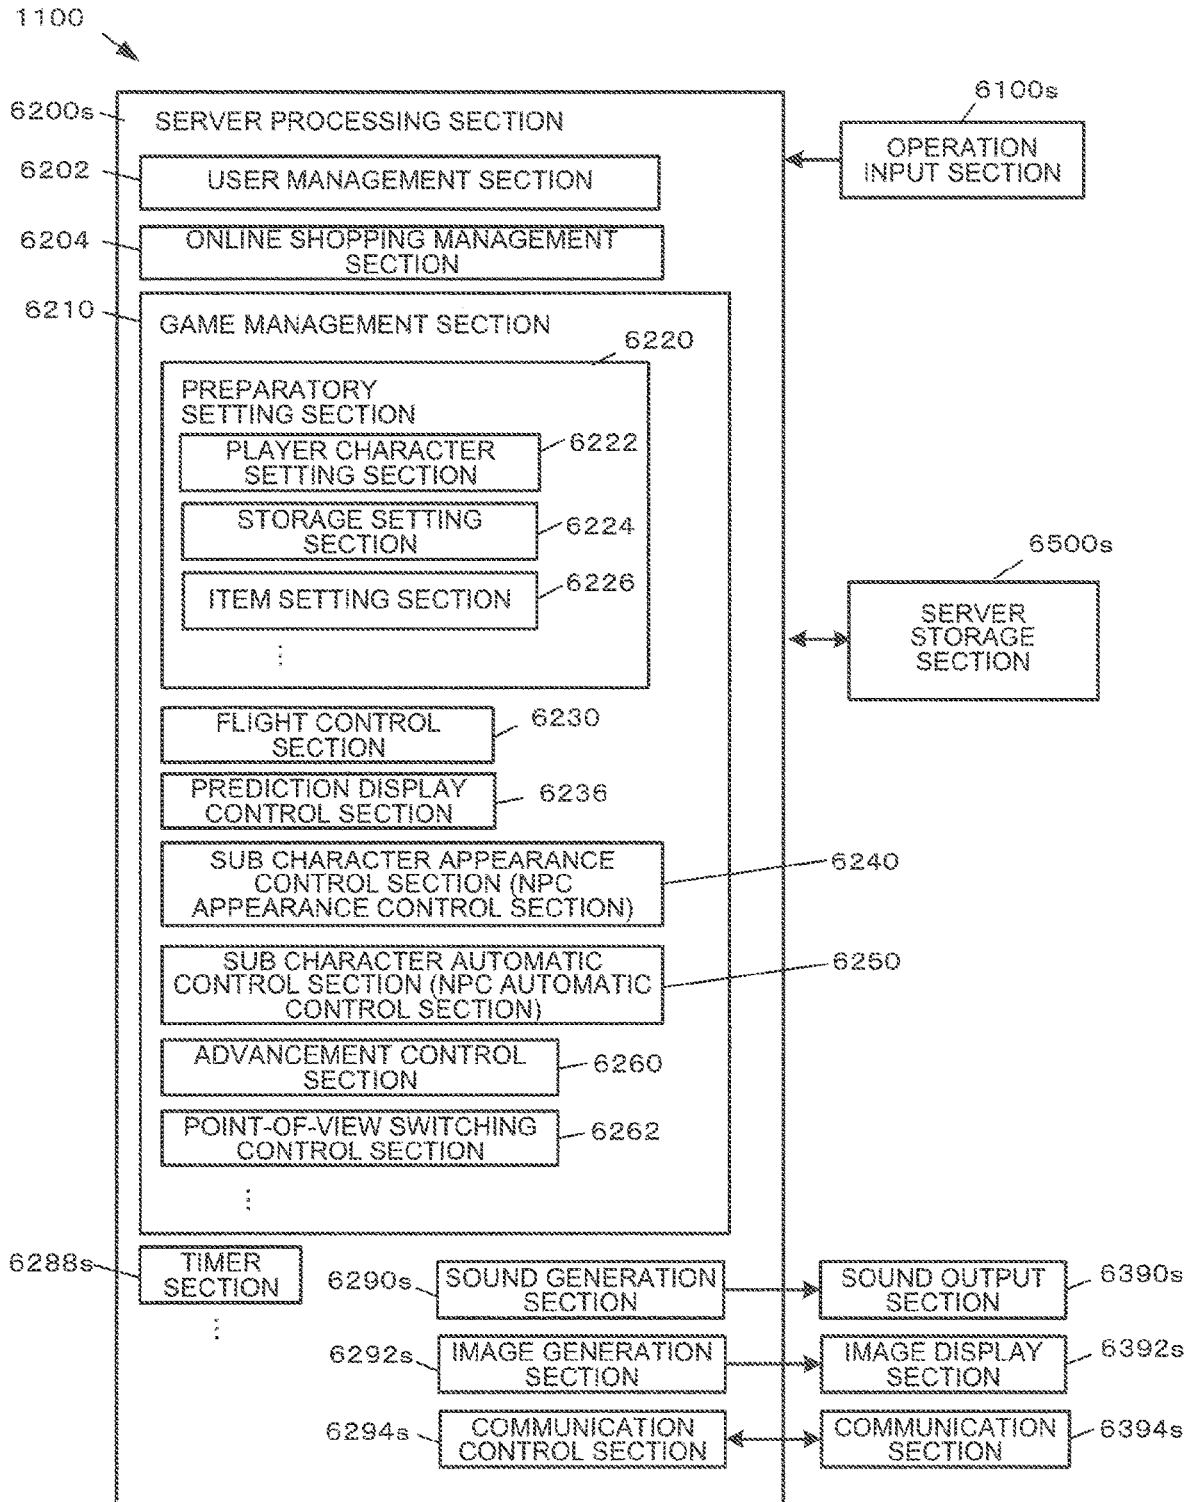 1100
6200s
SERVER PROCESSING SECTION
6100s
OPERATION
INPUT SECTION
6202
USER MANAGEMENT SECTION
6204
ONLINE SHOPPING MANAGEMENT
SECTION
6210
GAME MANAGEMENT SECTION
6220
PREPARATORY
SETTING SECTION
PLAYER CHARACTER
SETTING SECTION
6222
STORAGE SETTING
SECTION
6224
ITEM SETTING SECTION
6226
⋮
6500s
SERVER
STORAGE
SECTION
FLIGHT CONTROL
SECTION
6230
PREDICTION DISPLAY
CONTROL SECTION
6236
SUB CHARACTER APPEARANCE
CONTROL SECTION (NPC
APPEARANCE CONTROL SECTION)
6240
SUB CHARACTER AUTOMATIC
CONTROL SECTION (NPC AUTOMATIC
CONTROL SECTION)
6250
ADVANCEMENT CONTROL
SECTION
6260
POINT-OF-VIEW SWITCHING
CONTROL SECTION
6262
⋮
6288s
TIMER
SECTION
⋮
6290s
SOUND GENERATION
SECTION
SOUND OUTPUT
SECTION
6390s
6292s
IMAGE GENERATION
SECTION
IMAGE DISPLAY
SECTION
6392s
6294s
COMMUNICATION
CONTROL SECTION
COMMUNICATION
SECTION
6394s